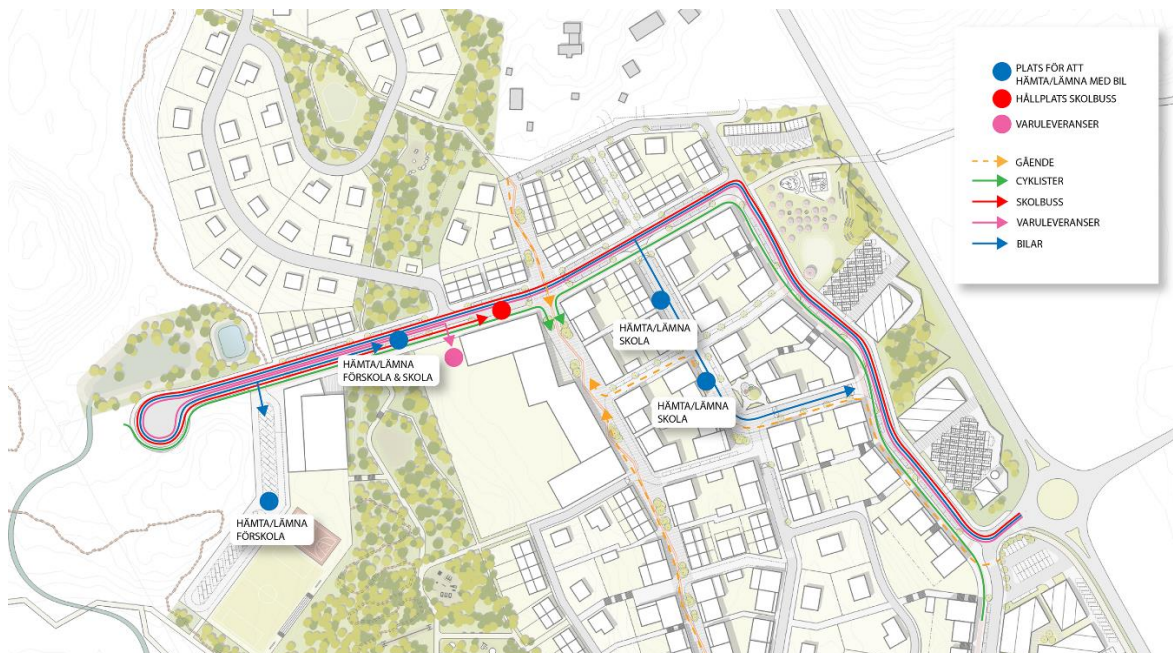 PLATS FÖR ATT
HÄMTA/LÄMNA MED BIL
HÅLLPLATS SKOLBUSS
VARULEVERANSER
GÅENDE
CYKLISTER
SKOLBUSS
VARULEVERANSER
BILAR
HÄMTA/LÄMNA
SKOLA
HÄMTA/LÄMNA
FÖRSKOLA & SKOLA
HÄMTA/LÄMNA
SKOLA
HÄMTA/LÄMNA
FÖRSKOLA